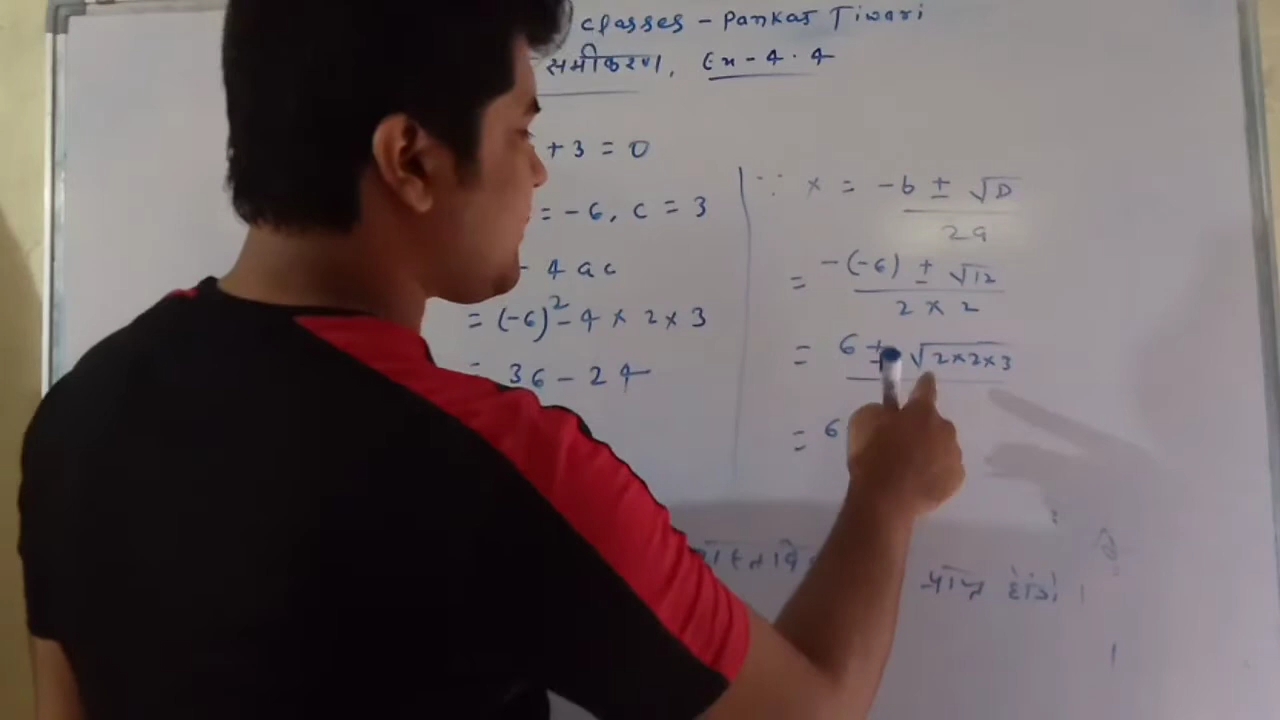 classes - Pankaj Tiwari
समीकरण, Ex - 4.4
+ 3 = 0
= -6, c = 3
- 4ac
= (-6)² - 4 × 2 × 3
= 36 - 24
∵ x = -b ± √D
2a
= -(-6) ± √12
2 × 2
= 6 ± √2×2×3
= 6